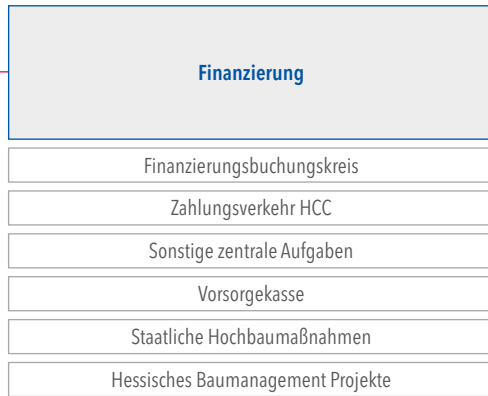 Finanzierung
Finanzierungsbuchungskreis
Zahlungsverkehr HCC
Sonstige zentrale Aufgaben
Vorsorgekasse
Staatliche Hochbaumaßnahmen
Hessisches Baumanagement Projekte